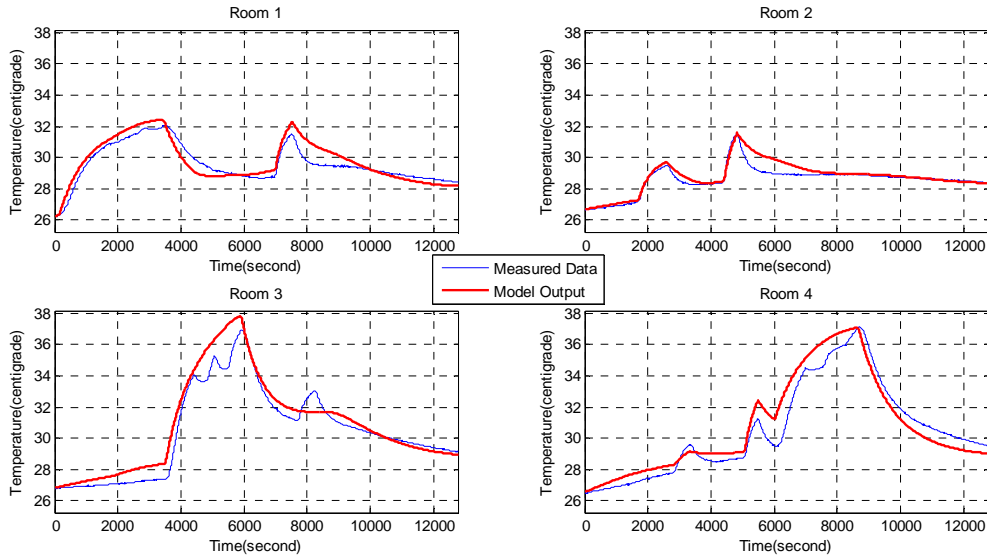 Room 1
Temperature(centigrade)
38
36
34
32
30
28
26
0 2000 4000 6000 8000 10000 12000
Time(second)
Room 2
Temperature(centigrade)
38
36
34
32
30
28
26
0 2000 4000 6000 8000 10000 12000
Time(second)
Measured Data
Model Output
Room 3
Temperature(centigrade)
38
36
34
32
30
28
26
0 2000 4000 6000 8000 10000 12000
Time(second)
Room 4
Temperature(centigrade)
38
36
34
32
30
28
26
0 2000 4000 6000 8000 10000 12000
Time(second)